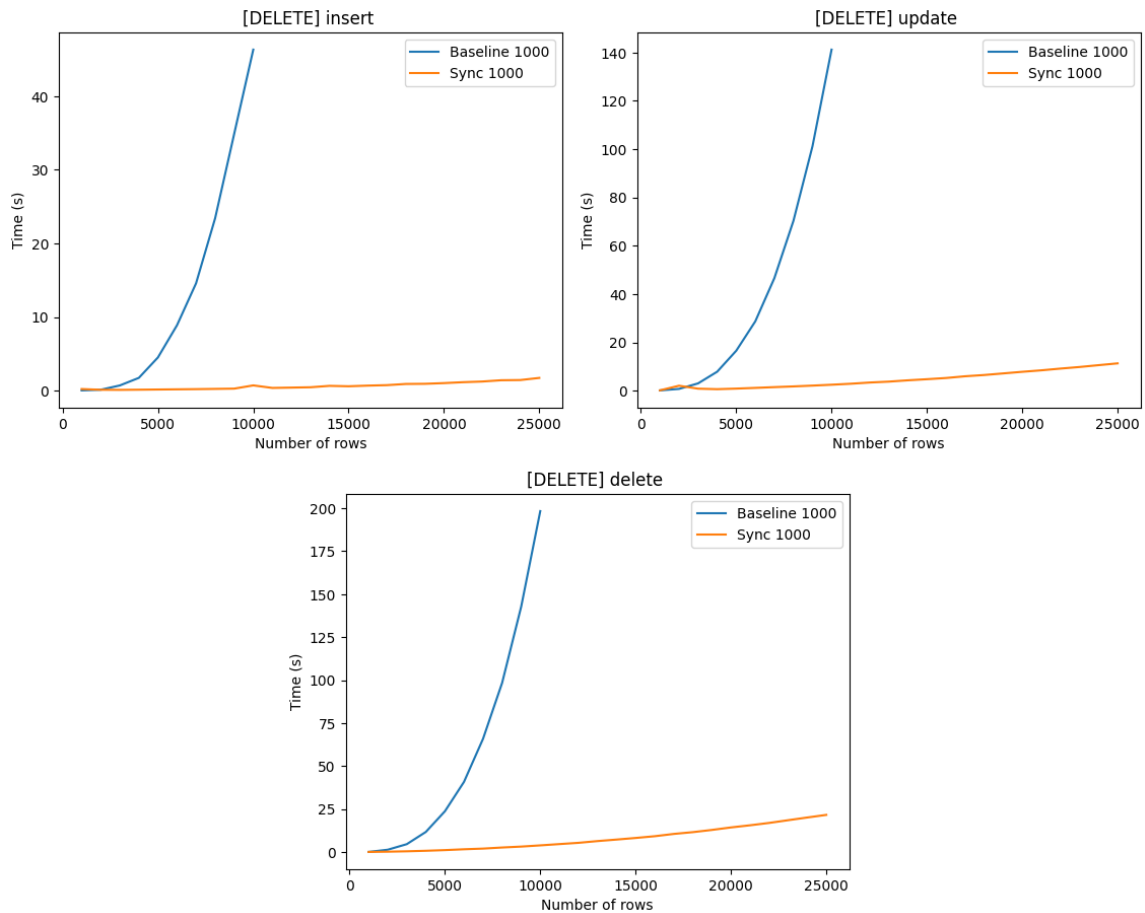 [DELETE] insert
Baseline 1000
Sync 1000
Time (s)
40
30
20
10
0
0 5000 10000 15000 20000 25000
Number of rows
[DELETE] update
Baseline 1000
Sync 1000
Time (s)
140
120
100
80
60
40
20
0
0 5000 10000 15000 20000 25000
Number of rows
[DELETE] delete
Baseline 1000
Sync 1000
Time (s)
200
175
150
125
100
75
50
25
0
0 5000 10000 15000 20000 25000
Number of rows